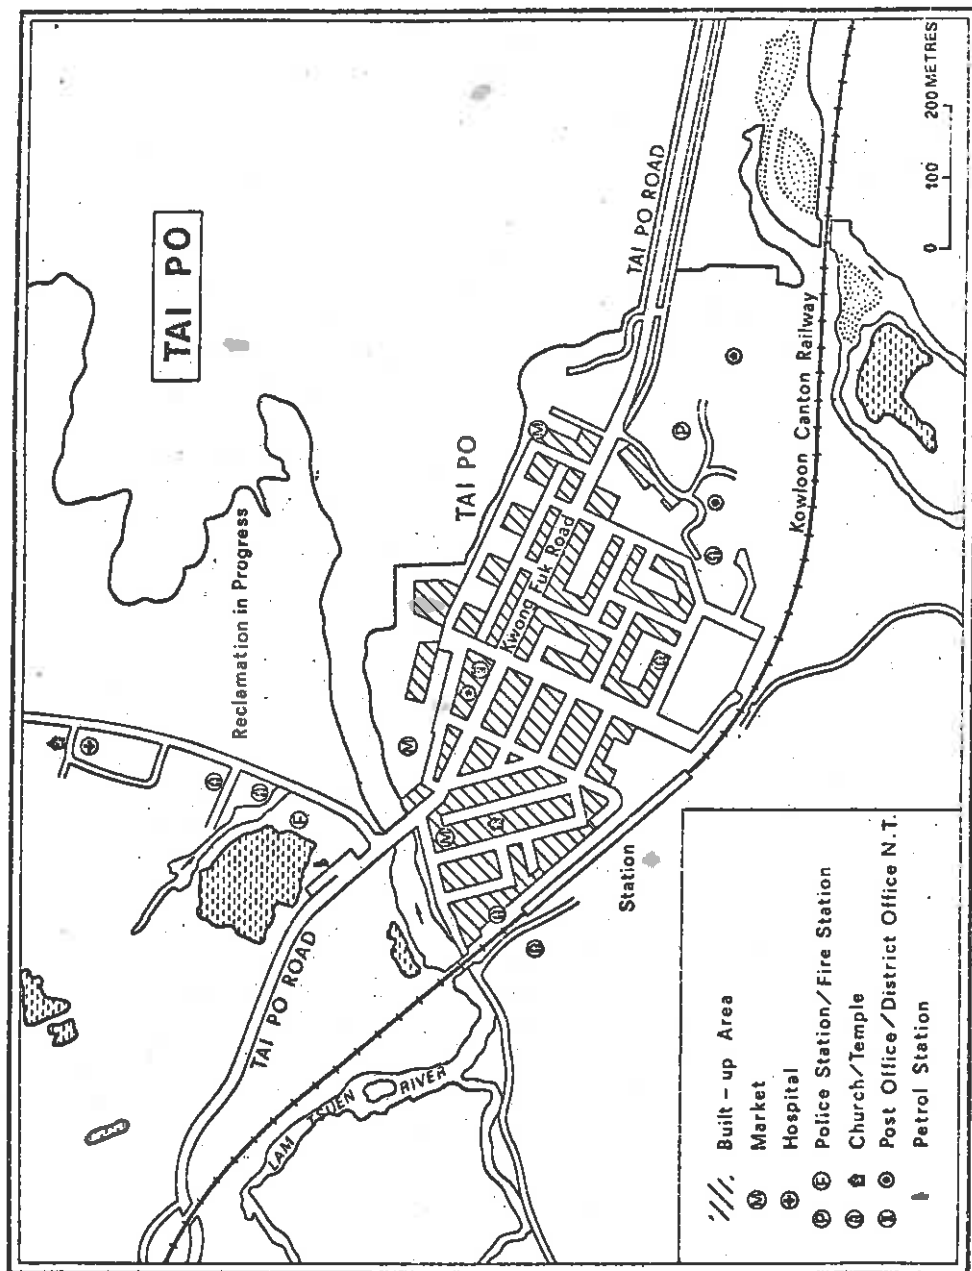 TAI PO
Reclamation in Progress
TAI PO
TAI PO ROAD
Kwong Fuk Road
TAI PO ROAD
LAM TSUEN RIVER
Station
Kowloon Canton Railway
0 100 200 METRES
Built-up Area
M Market
Hospital
P F Police Station/Fire Station
Church/Temple
Post Office/District Office N.T.
Petrol Station